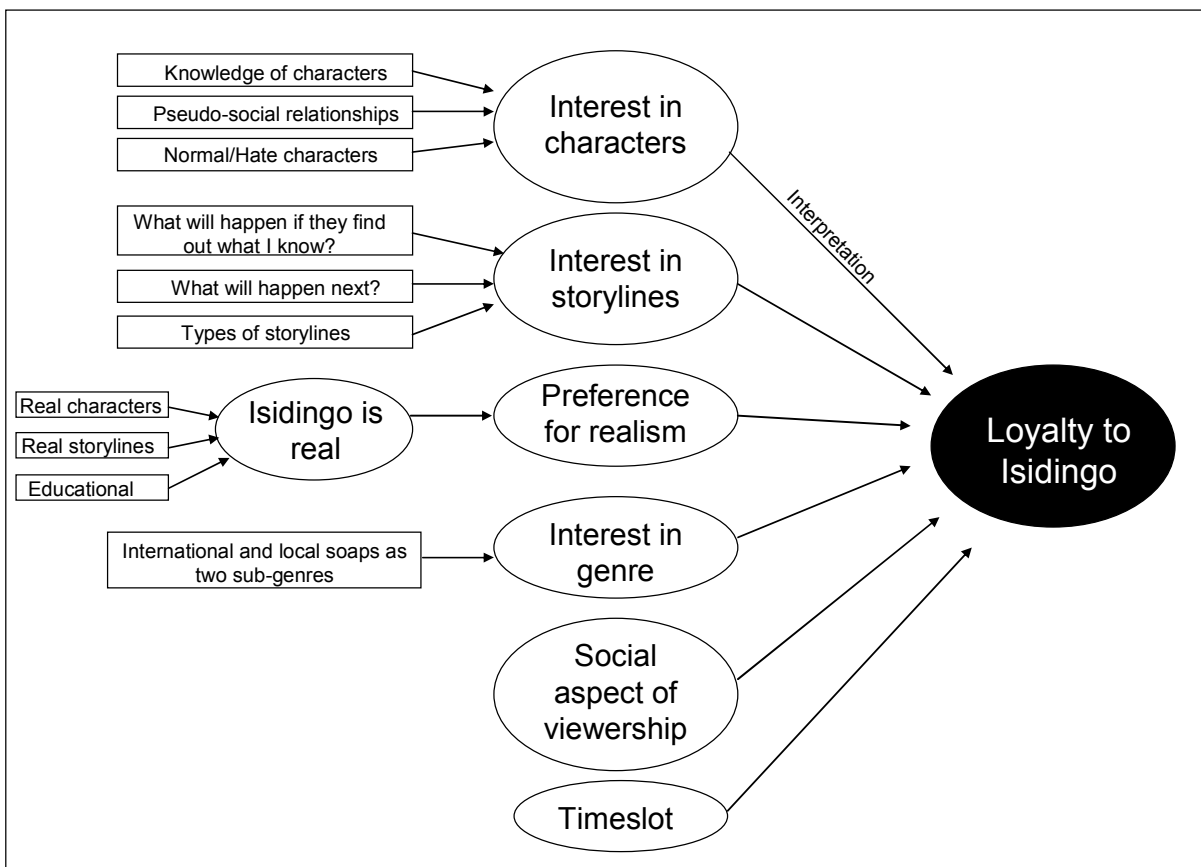 Knowledge of characters
Pseudo-social relationships
Normal/Hate characters
Interest in
characters
Interpretation
What will happen if they find
out what I know?
What will happen next?
Types of storylines
Interest in
storylines
Real characters
Real storylines
Educational
Isidingo is
real
Preference
for realism
Loyalty to
Isidingo
International and local soaps as
two sub-genres
Interest in
genre
Social
aspect of
viewership
Timeslot